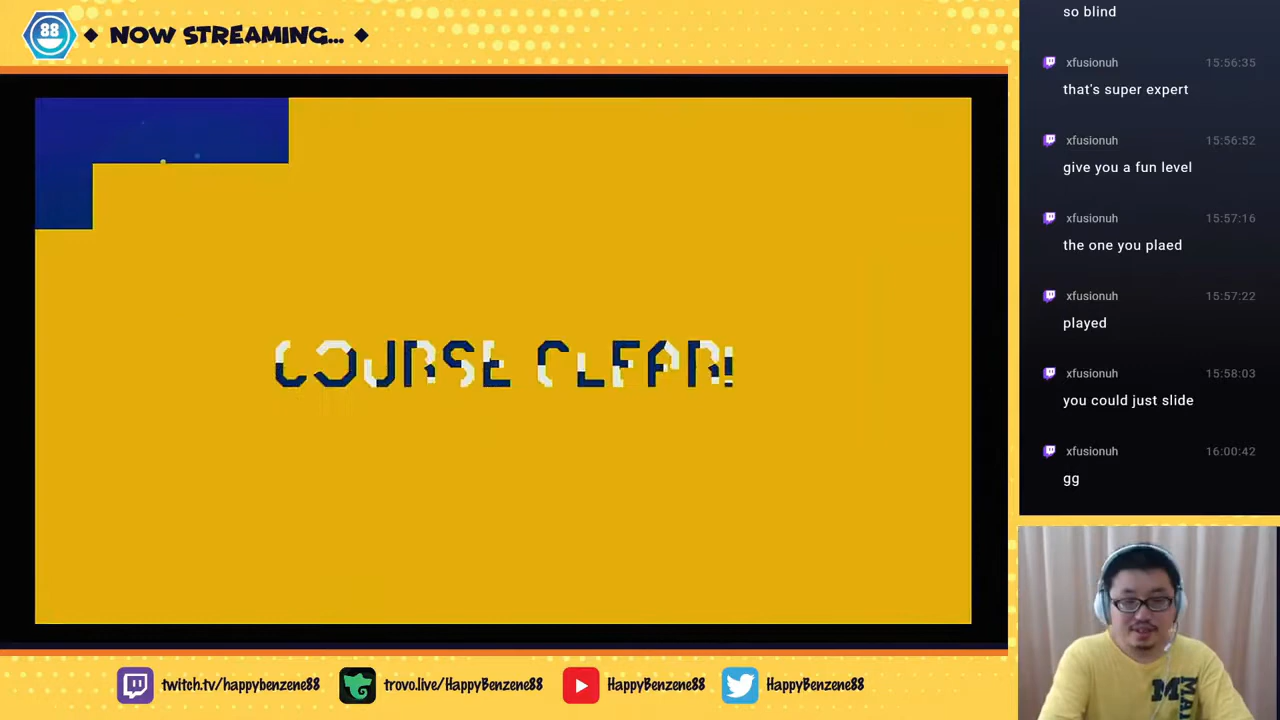 88
NOW STREAMING...
COURSE CLEAR!
so blind
xfusionuh 15:56:35
that's super expert
xfusionuh 15:56:52
give you a fun level
xfusionuh 15:57:16
the one you plaed
xfusionuh 15:57:22
played
xfusionuh 15:58:03
you could just slide
xfusionuh 16:00:42
gg
M
twitch.tv/happybenzene88
trovo.live/HappyBenzene88
HappyBenzene88
HappyBenzene88